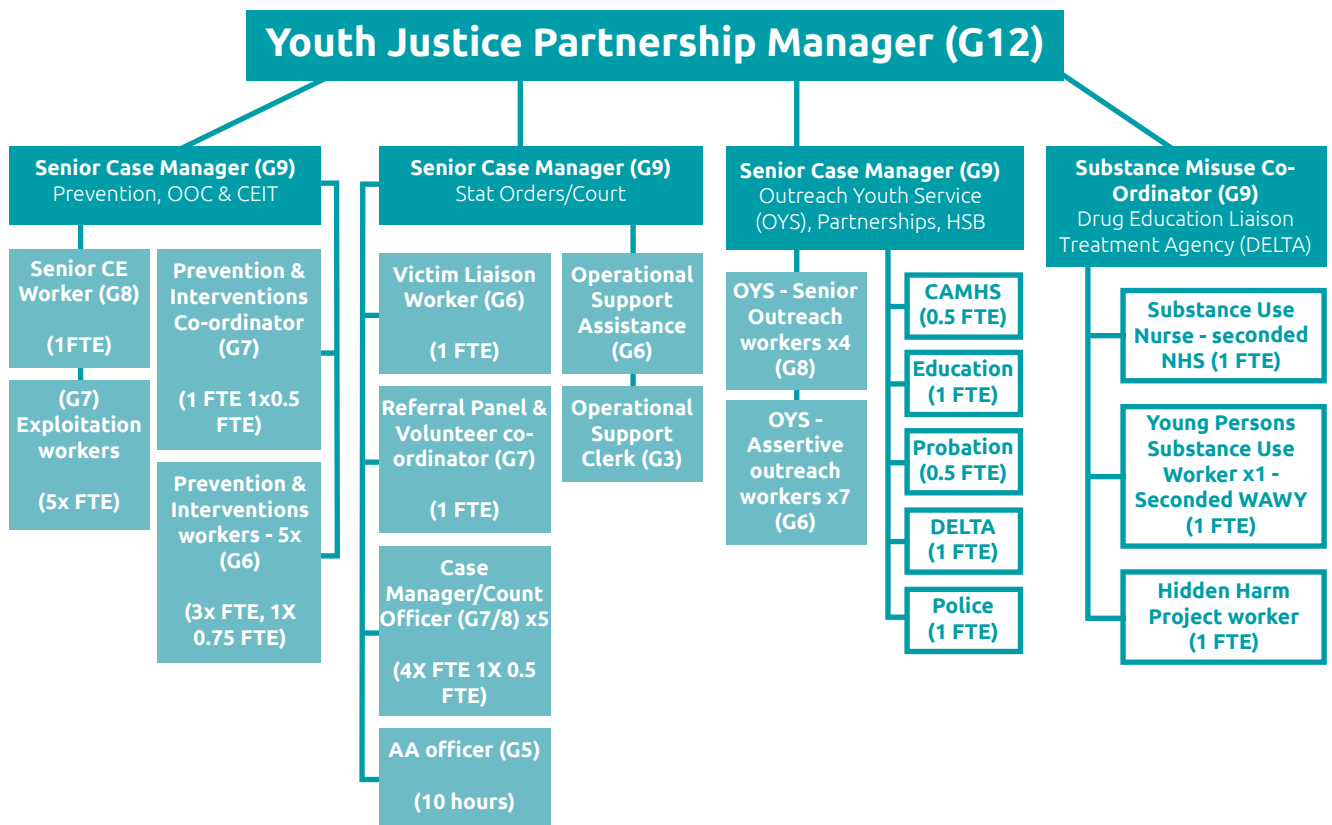 Youth Justice Partnership Manager (G12)
Senior Case Manager (G9)
Prevention, OOC & CEIT
Senior CE
Worker (G8)
(1FTE)
(G7)
Exploitation
workers
(5x FTE)
Prevention &
Interventions
Co-ordinator
(G7)
(1 FTE 1x0.5
FTE)
Prevention &
Interventions
workers - 5x
(G6)
(3x FTE, 1X
0.75 FTE)
Senior Case Manager (G9)
Stat Orders/Court
Victim Liaison
Worker (G6)
(1 FTE)
Referral Panel &
Volunteer co-
ordinator (G7)
(1 FTE)
Case
Manager/Count
Officer (G7/8) x5
(4X FTE 1X 0.5
FTE)
AA officer (G5)
(10 hours)
Operational
Support
Assistance
(G6)
Operational
Support
Clerk (G3)
Senior Case Manager (G9)
Outreach Youth Service
(OYS), Partnerships, HSB
OYS - Senior
Outreach
workers x4
(G8)
OYS -
Assertive
outreach
workers x7
(G6)
CAMHS
(0.5 FTE)
Education
(1 FTE)
Probation
(0.5 FTE)
DELTA
(1 FTE)
Police
(1 FTE)
Substance Misuse Co-
Ordinator (G9)
Drug Education Liaison
Treatment Agency (DELTA)
Substance Use
Nurse - seconded
NHS (1 FTE)
Young Persons
Substance Use
Worker x1 -
Seconded WAWY
(1 FTE)
Hidden Harm
Project worker
(1 FTE)